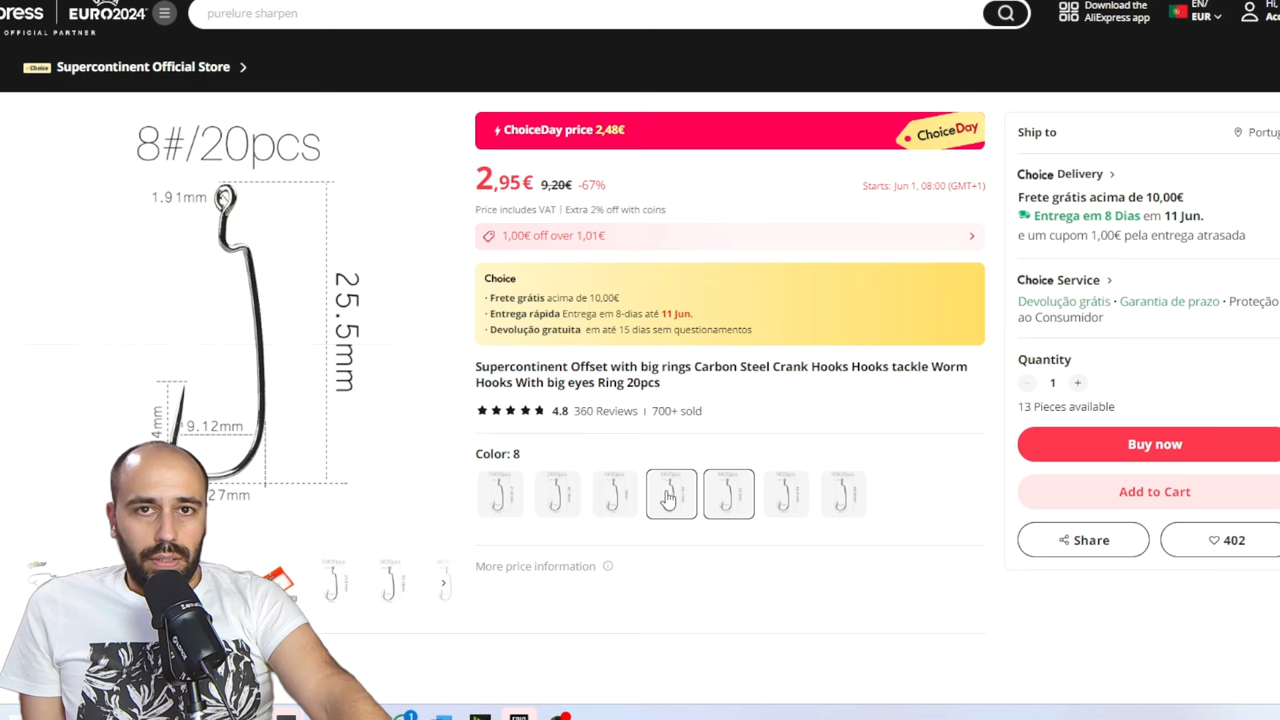 press
EURO2024
OFFICIAL PARTNER
purelure sharpen
Download the
AliExpress app
EN/
EUR
Hi,
Acc
Choice
Supercontinent Official Store
8#/20pcs
1.91mm
25.5mm
4mm
9.12mm
27mm
ChoiceDay price 2,48€
ChoiceDay
2,95€ 9,20€ -67%
Starts: Jun 1, 08:00 (GMT+1)
Price includes VAT | Extra 2% off with coins
1,00€ off over 1,01€
Choice
· Frete grátis acima de 10,00€
· Entrega rápida Entrega em 8-dias até 11 Jun.
· Devolução gratuita em até 15 dias sem questionamentos
Supercontinent Offset with big rings Carbon Steel Crank Hooks Hooks tackle Worm
Hooks With big eyes Ring 20pcs
4.8 360 Reviews | 700+ sold
Color: 8
More price information
Ship to
Portug
Choice Delivery
Frete grátis acima de 10,00€
Entrega em 8 Dias em 11 Jun.
e um cupom 1,00€ pela entrega atrasada
Choice Service
Devolução grátis · Garantia de prazo · Proteção
ao Consumidor
Quantity
- 1 +
13 Pieces available
Buy now
Add to Cart
Share
402
1